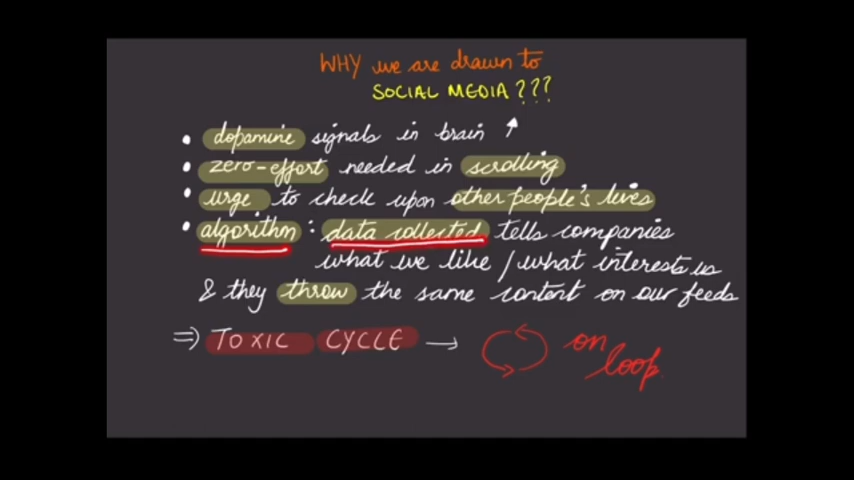 WHY we are drawn to
SOCIAL MEDIA???
• dopamine signals in brain ↑
• zero-effort needed in scrolling
• urge to check upon other people's lives
• algorithm : data collected tells companies
what we like / what interests us
& they throw the same content on our feeds
⇒ TOXIC CYCLE → on
loop